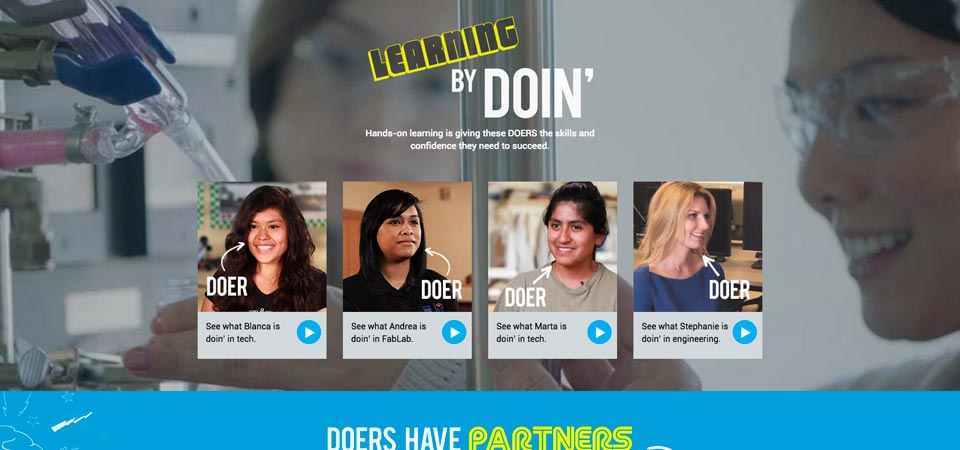 LEARNING
BY DOIN'
Hands-on learning is giving these DOERS the skills and
confidence they need to succeed.
DOER
DOER
DOER
DOER
See what Blanca is
doin' in tech.
See what Andrea is
doin' in FabLab.
See what Marta is
doin' in tech.
See what Stephanie is
doin' in engineering.
DOERS HAVE PARTNERS